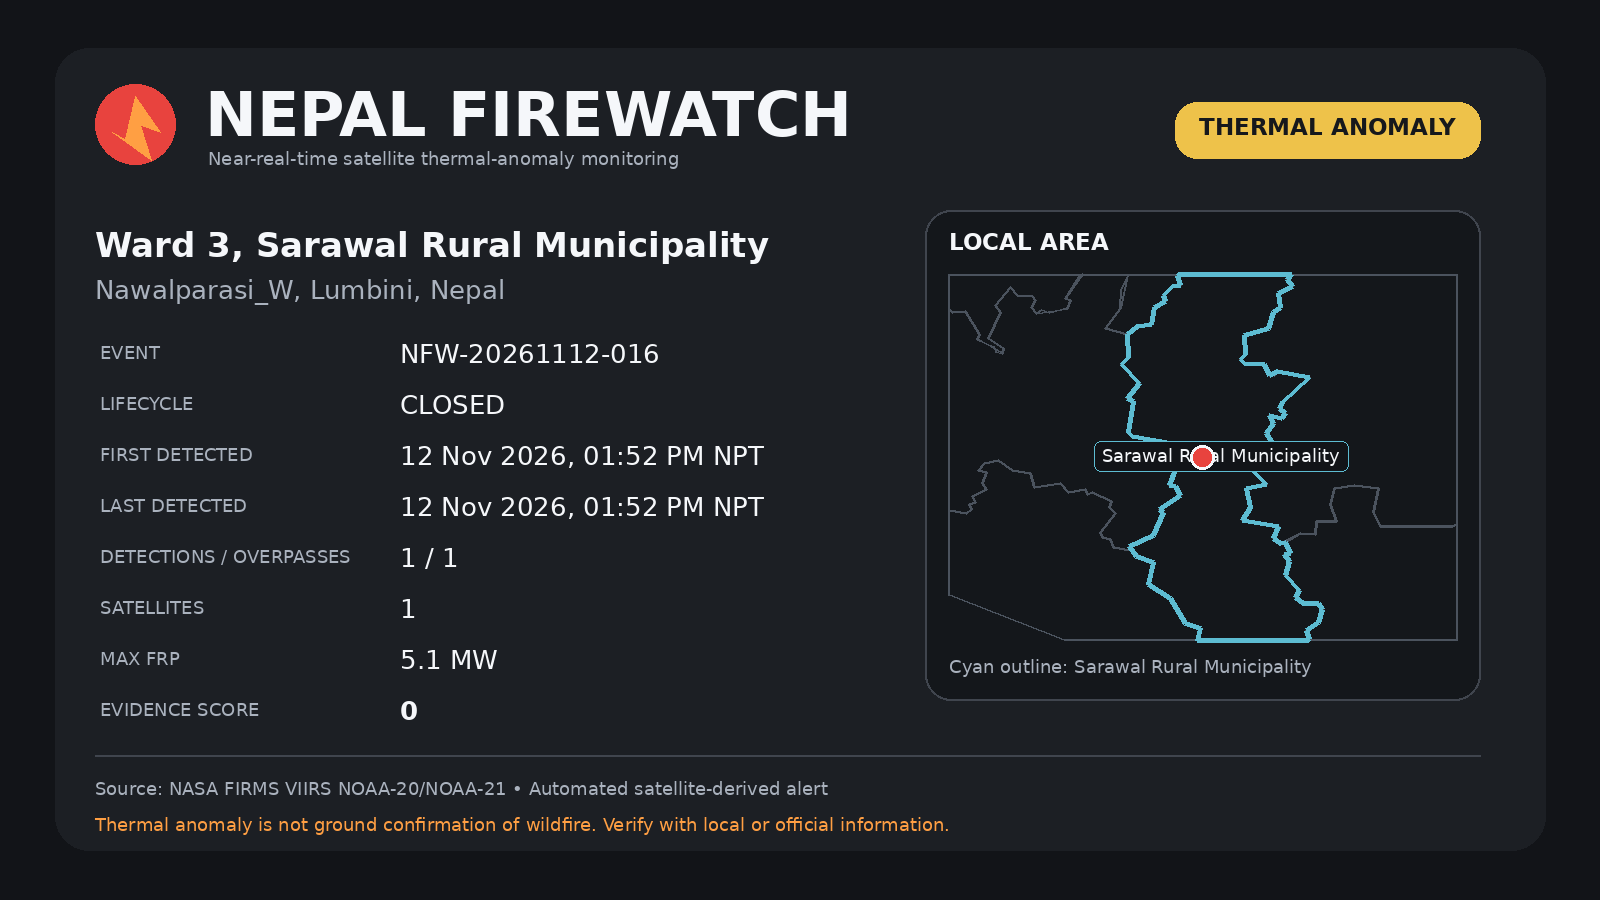 NEPAL FIREWATCH
Near-real-time satellite thermal-anomaly monitoring
THERMAL ANOMALY
Ward 3, Sarawal Rural Municipality
Nawalparasi_W, Lumbini, Nepal
EVENT NFW-20261112-016
LIFECYCLE CLOSED
FIRST DETECTED 12 Nov 2026, 01:52 PM NPT
LAST DETECTED 12 Nov 2026, 01:52 PM NPT
DETECTIONS / OVERPASSES 1 / 1
SATELLITES 1
MAX FRP 5.1 MW
EVIDENCE SCORE 0
LOCAL AREA
Sarawal Rural Municipality
Cyan outline: Sarawal Rural Municipality
Source: NASA FIRMS VIIRS NOAA-20/NOAA-21 • Automated satellite-derived alert
Thermal anomaly is not ground confirmation of wildfire. Verify with local or official information.